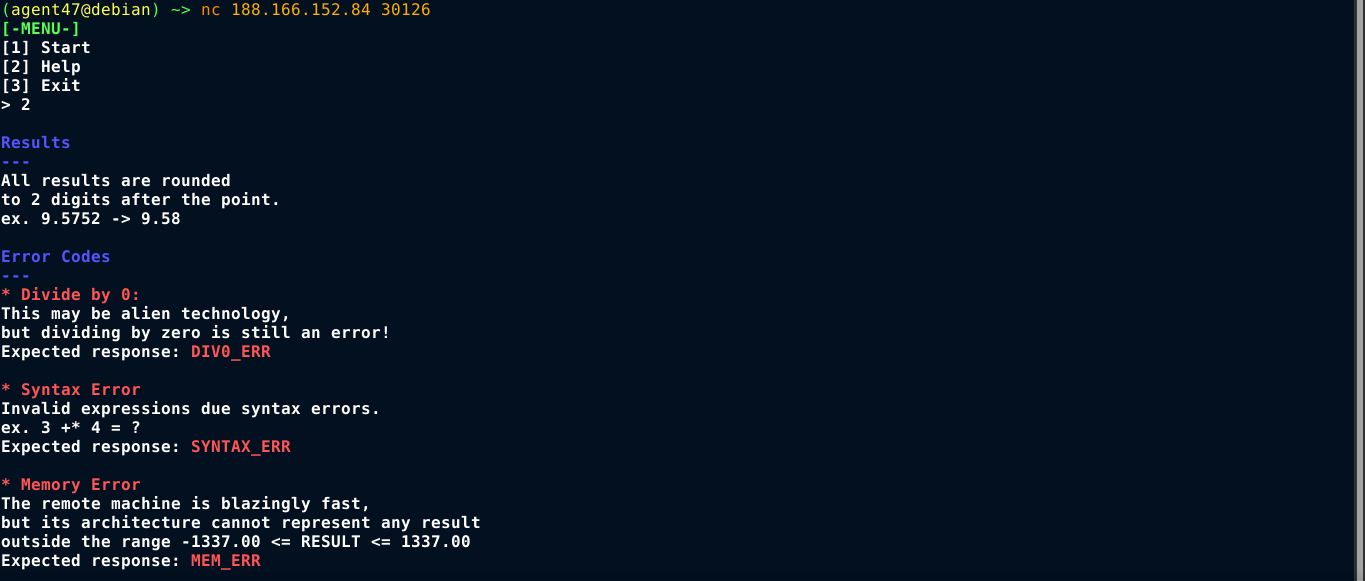 (agent47@debian) ~> nc 188.166.152.84 30126
[-MENU-]
[1] Start
[2] Help
[3] Exit
> 2
Results
---
All results are rounded
to 2 digits after the point.
ex. 9.5752 -> 9.58
Error Codes
---
* Divide by 0:
This may be alien technology,
but dividing by zero is still an error!
Expected response: DIV0_ERR
* Syntax Error
Invalid expressions due syntax errors.
ex. 3 +* 4 = ?
Expected response: SYNTAX_ERR
* Memory Error
The remote machine is blazingly fast,
but its architecture cannot represent any result
outside the range -1337.00 <= RESULT <= 1337.00
Expected response: MEM_ERR